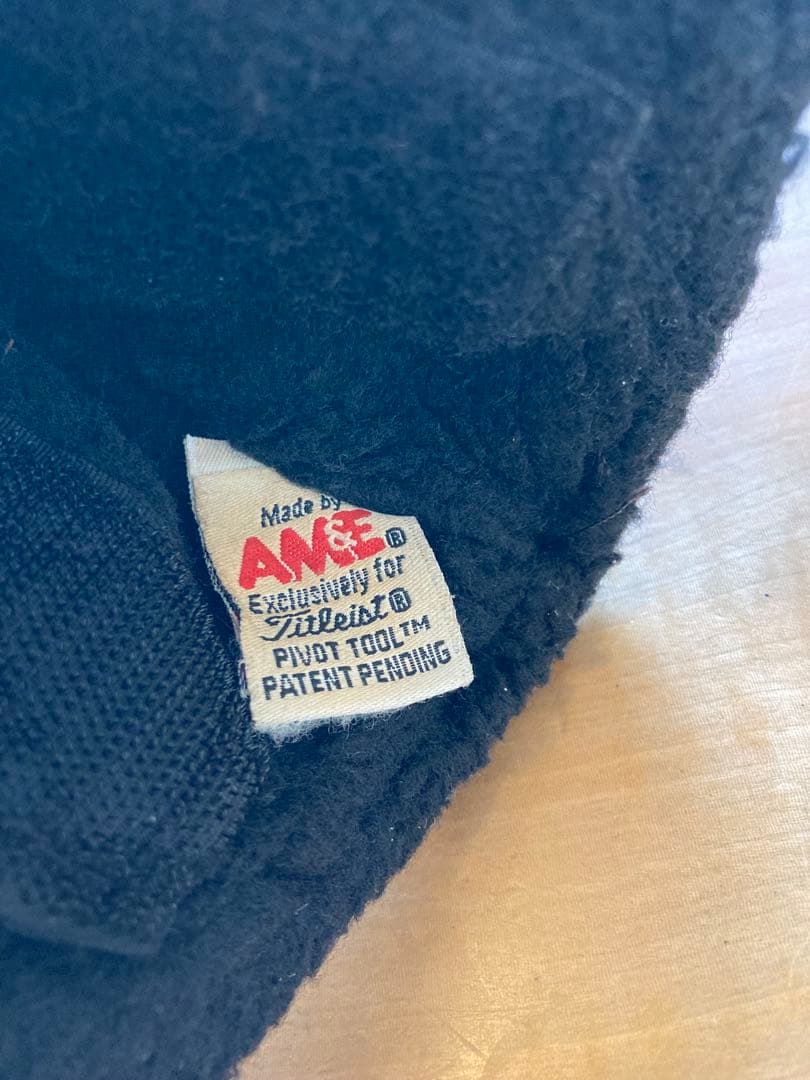 Made by
AM&E®
Exclusively for
Titleist®
PIVOT TOOL™
PATENT PENDING